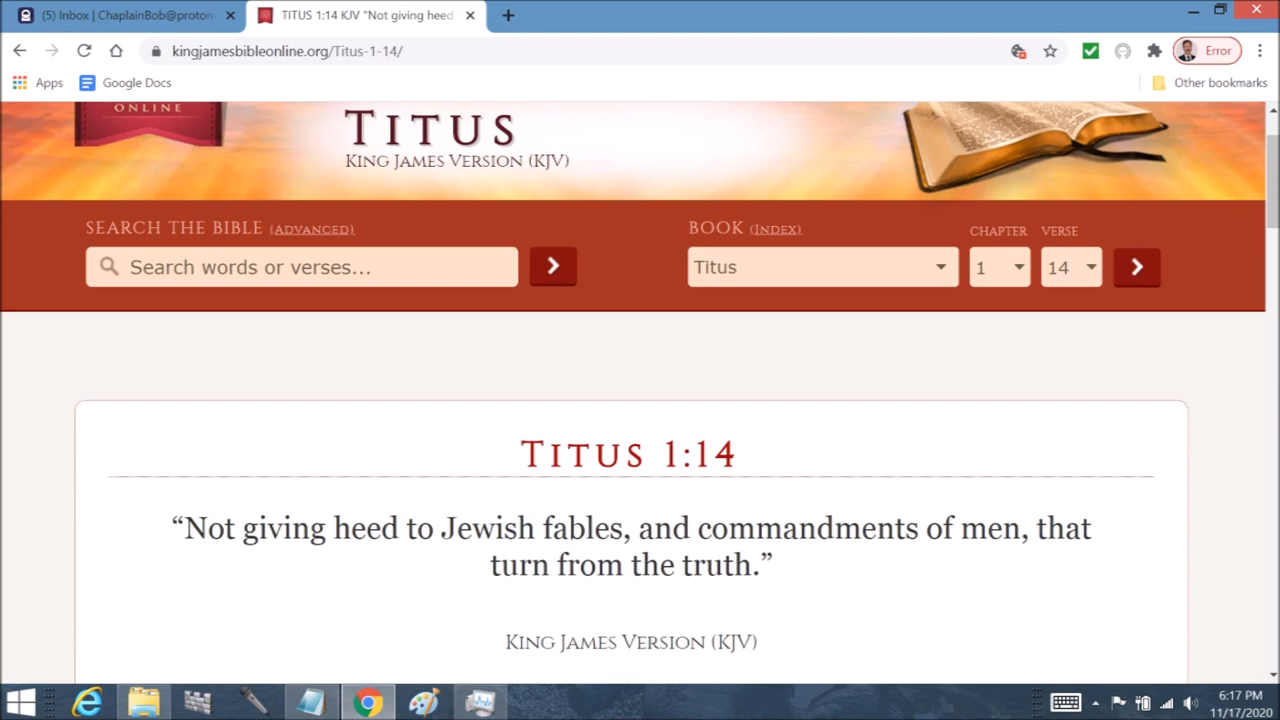 (5) Inbox | ChaplainBob@proton
TITUS 1:14 KJV "Not giving heed
kingjamesbibleonline.org/Titus-1-14/
Error
Apps
Google Docs
Other bookmarks
ONLINE
TITUS
KING JAMES VERSION (KJV)
SEARCH THE BIBLE (ADVANCED)
BOOK (INDEX)
CHAPTER
VERSE
Search words or verses...
Titus
1
14
TITUS 1:14
“Not giving heed to Jewish fables, and commandments of men, that
turn from the truth.”
KING JAMES VERSION (KJV)
6:17 PM
11/17/2020